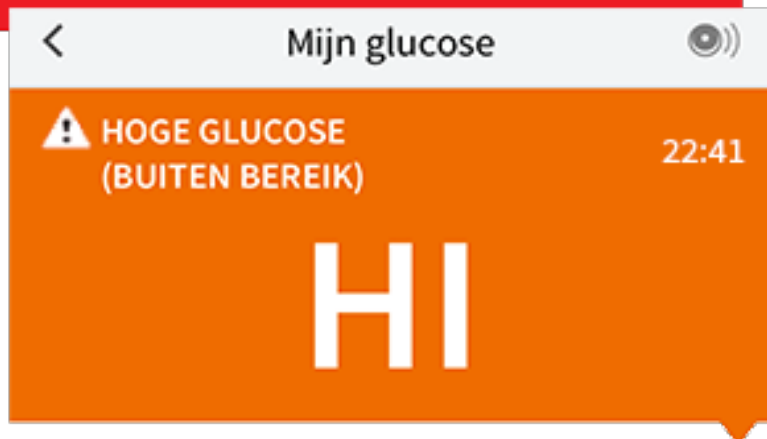 Mijn glucose
HOGE GLUCOSE
22:41
(BUITEN BEREIK)
HI